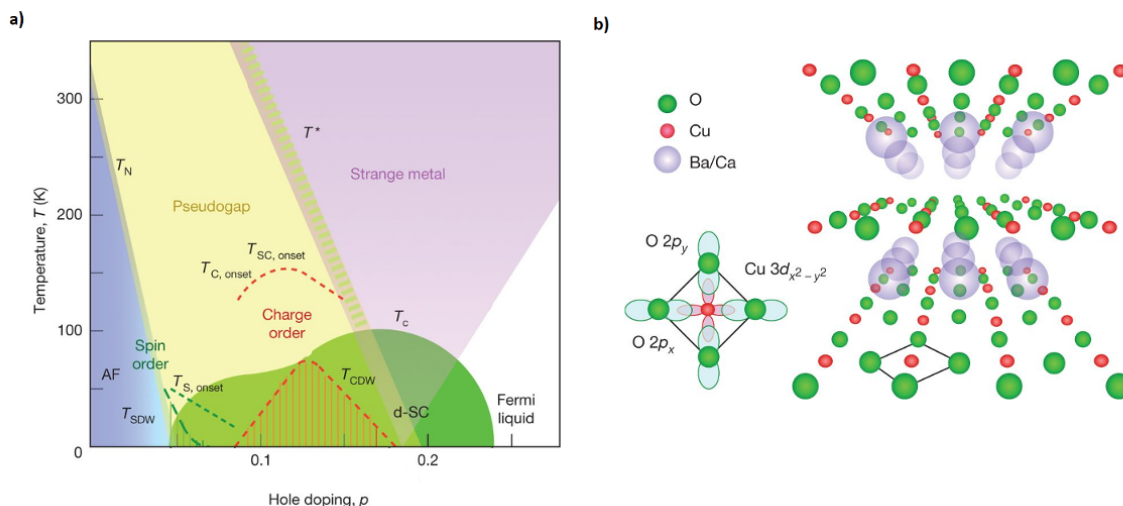 a)
300
200
100
0
Temperature, T (K)
T_N
Pseudogap
T*
Strange metal
T_SC, onset
T_C, onset
Charge order
T_c
Spin order
AF
T_S, onset
T_SDW
T_CDW
d-SC
Fermi liquid
0
0.1
0.2
Hole doping, p
b)
O
Cu
Ba/Ca
O 2p_y
Cu 3d_x²−y²
O 2p_x